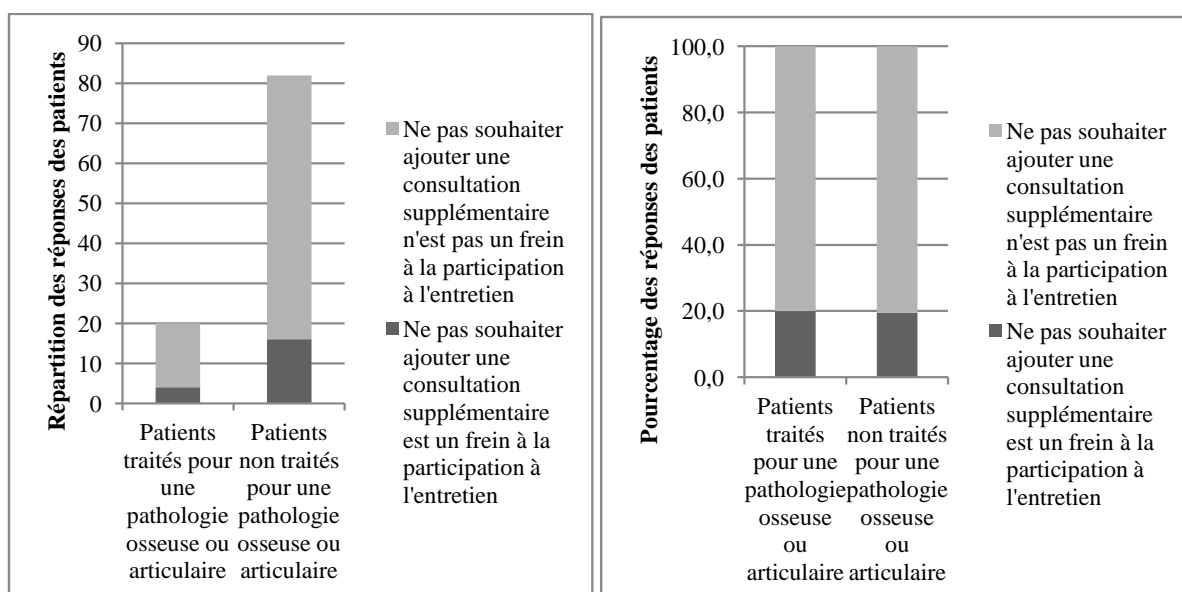 Répartition des réponses des patients
90
80
70
60
50
40
30
20
10
0
Patients
traités pour
une
pathologie
osseuse ou
articulaire
Patients
non traités
pour une
pathologie
osseuse ou
articulaire
Ne pas souhaiter
ajouter une
consultation
supplémentaire
n'est pas un frein
à la participation
à l'entretien
Ne pas souhaiter
ajouter une
consultation
supplémentaire
est un frein à la
participation à
l'entretien
Pourcentage des réponses des patients
100,0
80,0
60,0
40,0
20,0
0,0
Patients
traités
pour une
pathologie
osseuse
ou
articulaire
Patients
non traités
pour une
pathologie
osseuse
ou
articulaire
Ne pas souhaiter
ajouter une
consultation
supplémentaire
n'est pas un frein
à la participation
à l'entretien
Ne pas souhaiter
ajouter une
consultation
supplémentaire
est un frein à la
participation à
l'entretien